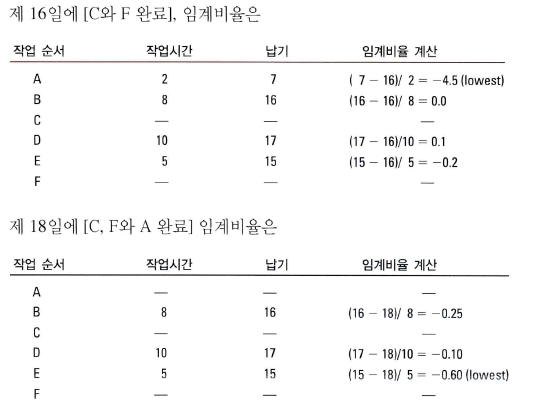 제 16일에 [C와 F 완료], 임계비율은
작업 순서 작업시간 납기 임계비율 계산
A 2 7 ( 7 − 16)/ 2 = −4.5 (lowest)
B 8 16 (16 − 16)/ 8 = 0.0
C — — —
D 10 17 (17 − 16)/10 = 0.1
E 5 15 (15 − 16)/ 5 = −0.2
F — — —
제 18일에 [C, F와 A 완료] 임계비율은
작업 순서 작업시간 납기 임계비율 계산
A — — —
B 8 16 (16 − 18)/ 8 = −0.25
C — — —
D 10 17 (17 − 18)/10 = −0.10
E 5 15 (15 − 18)/ 5 = −0.60 (lowest)
F — — —